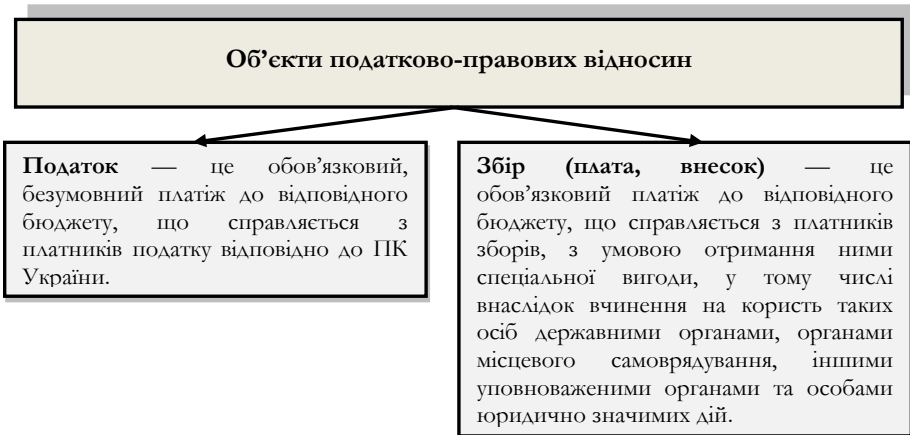 Об’єкти податково-правових відносин
Податок — це обов’язковий,
безумовний платіж до відповідного
бюджету, що справляється з
платників податку відповідно до ПК
України.
Збір (плата, внесок) — це
обов’язковий платіж до відповідного
бюджету, що справляється з платників
зборів, з умовою отримання ними
спеціальної вигоди, у тому числі
внаслідок вчинення на користь таких
осіб державними органами, органами
місцевого самоврядування, іншими
уповноваженими органами та особами
юридично значимих дій.